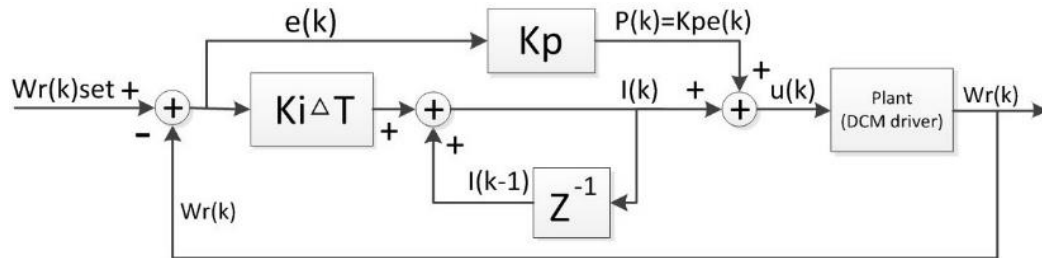 e(k)
Kp
P(k)=Kpe(k)
Wr(k)set
+
-
+
Ki△T
+
+
+
+
I(k)
+
+
+
u(k)
Plant
(DCM driver)
Wr(k)
I(k-1)
Z⁻¹
Wr(k)